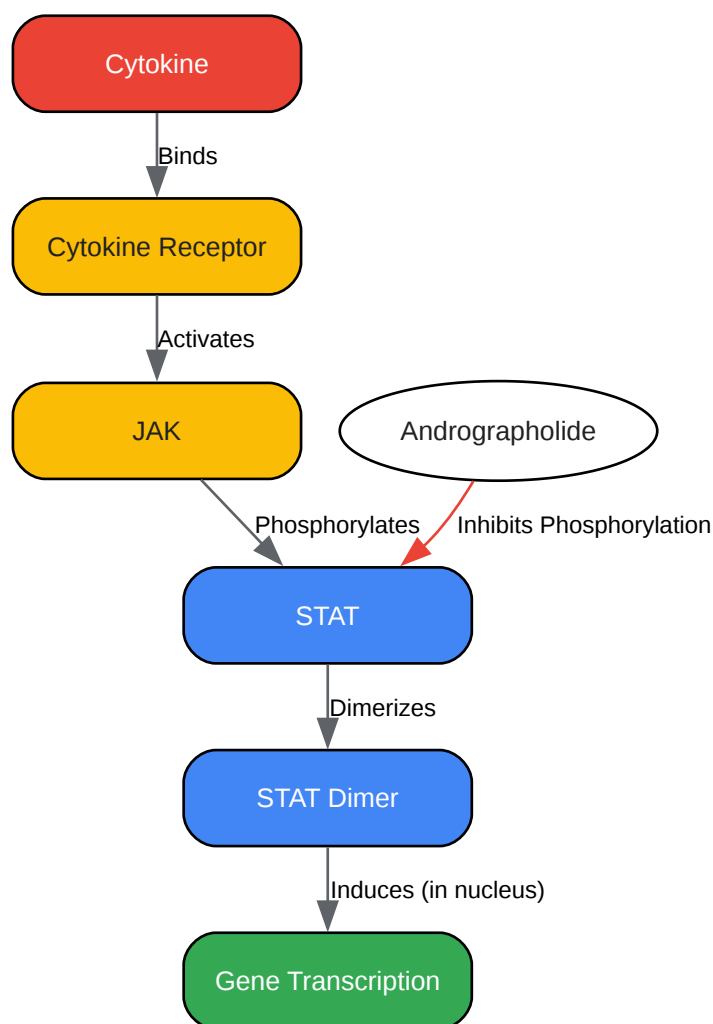 Cytokine
Binds
Cytokine Receptor
Activates
JAK
Andrographolide
Phosphorylates
Inhibits Phosphorylation
STAT
Dimerizes
STAT Dimer
Induces (in nucleus)
Gene Transcription